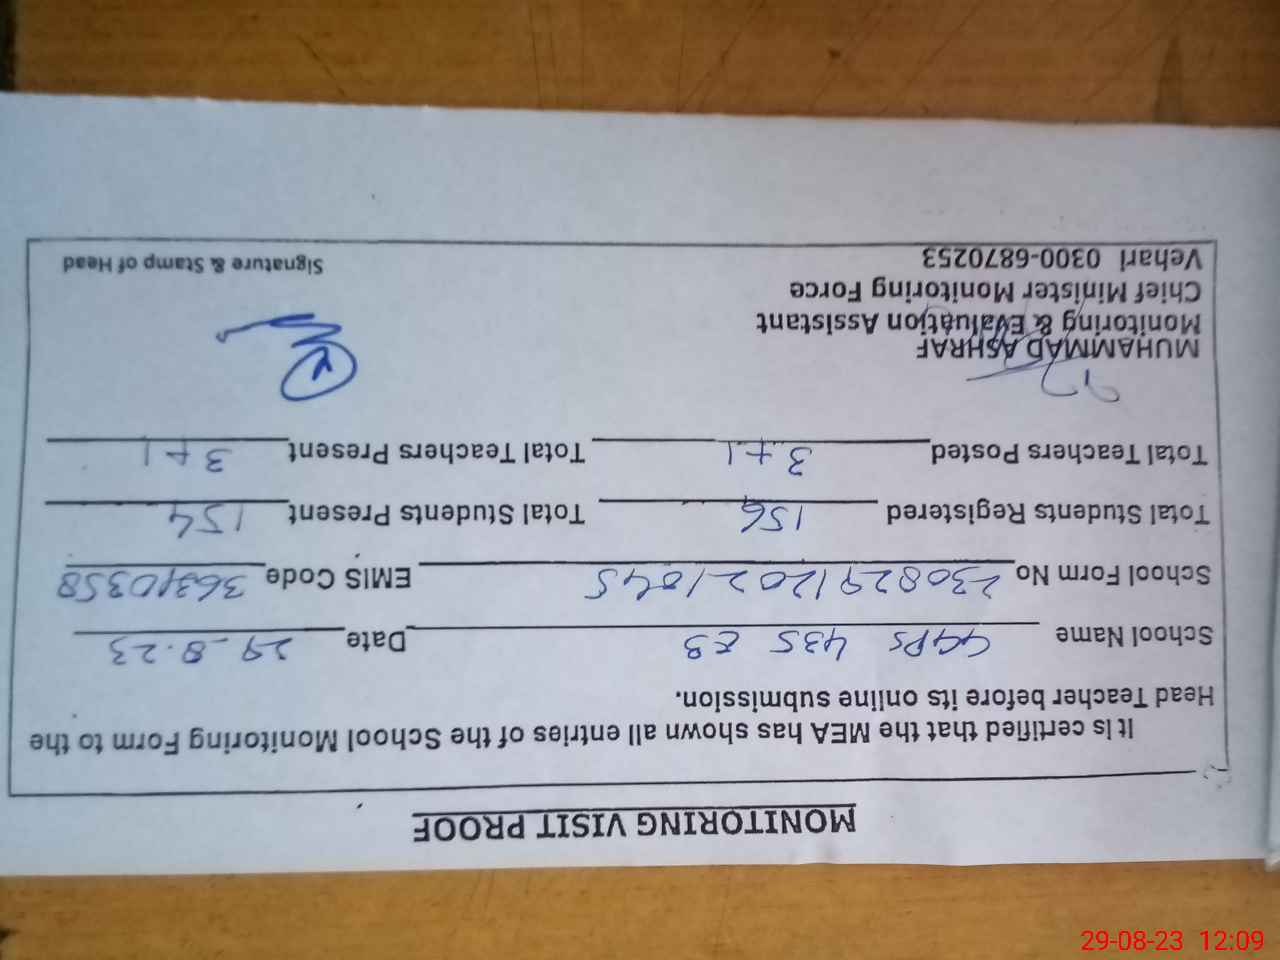 MONITORING VISIT PROOF
It is certified that the MEA has shown all entries of the School Monitoring Form to the
Head Teacher before its online submission.
School Name GGPS 435 EB Date 29-8-23
School Form No 23082912021845 EMIS Code 36310358
Total Students Registered 156 Total Students Present 154
Total Teachers Posted 3+1 Total Teachers Present 3+1
MUHAMMAD ASHRAF
Monitoring & Evaluation Assistant
Chief Minister Monitoring Force
Vehari 0300-6870253
Signature & Stamp of Head
29-08-23 12:09